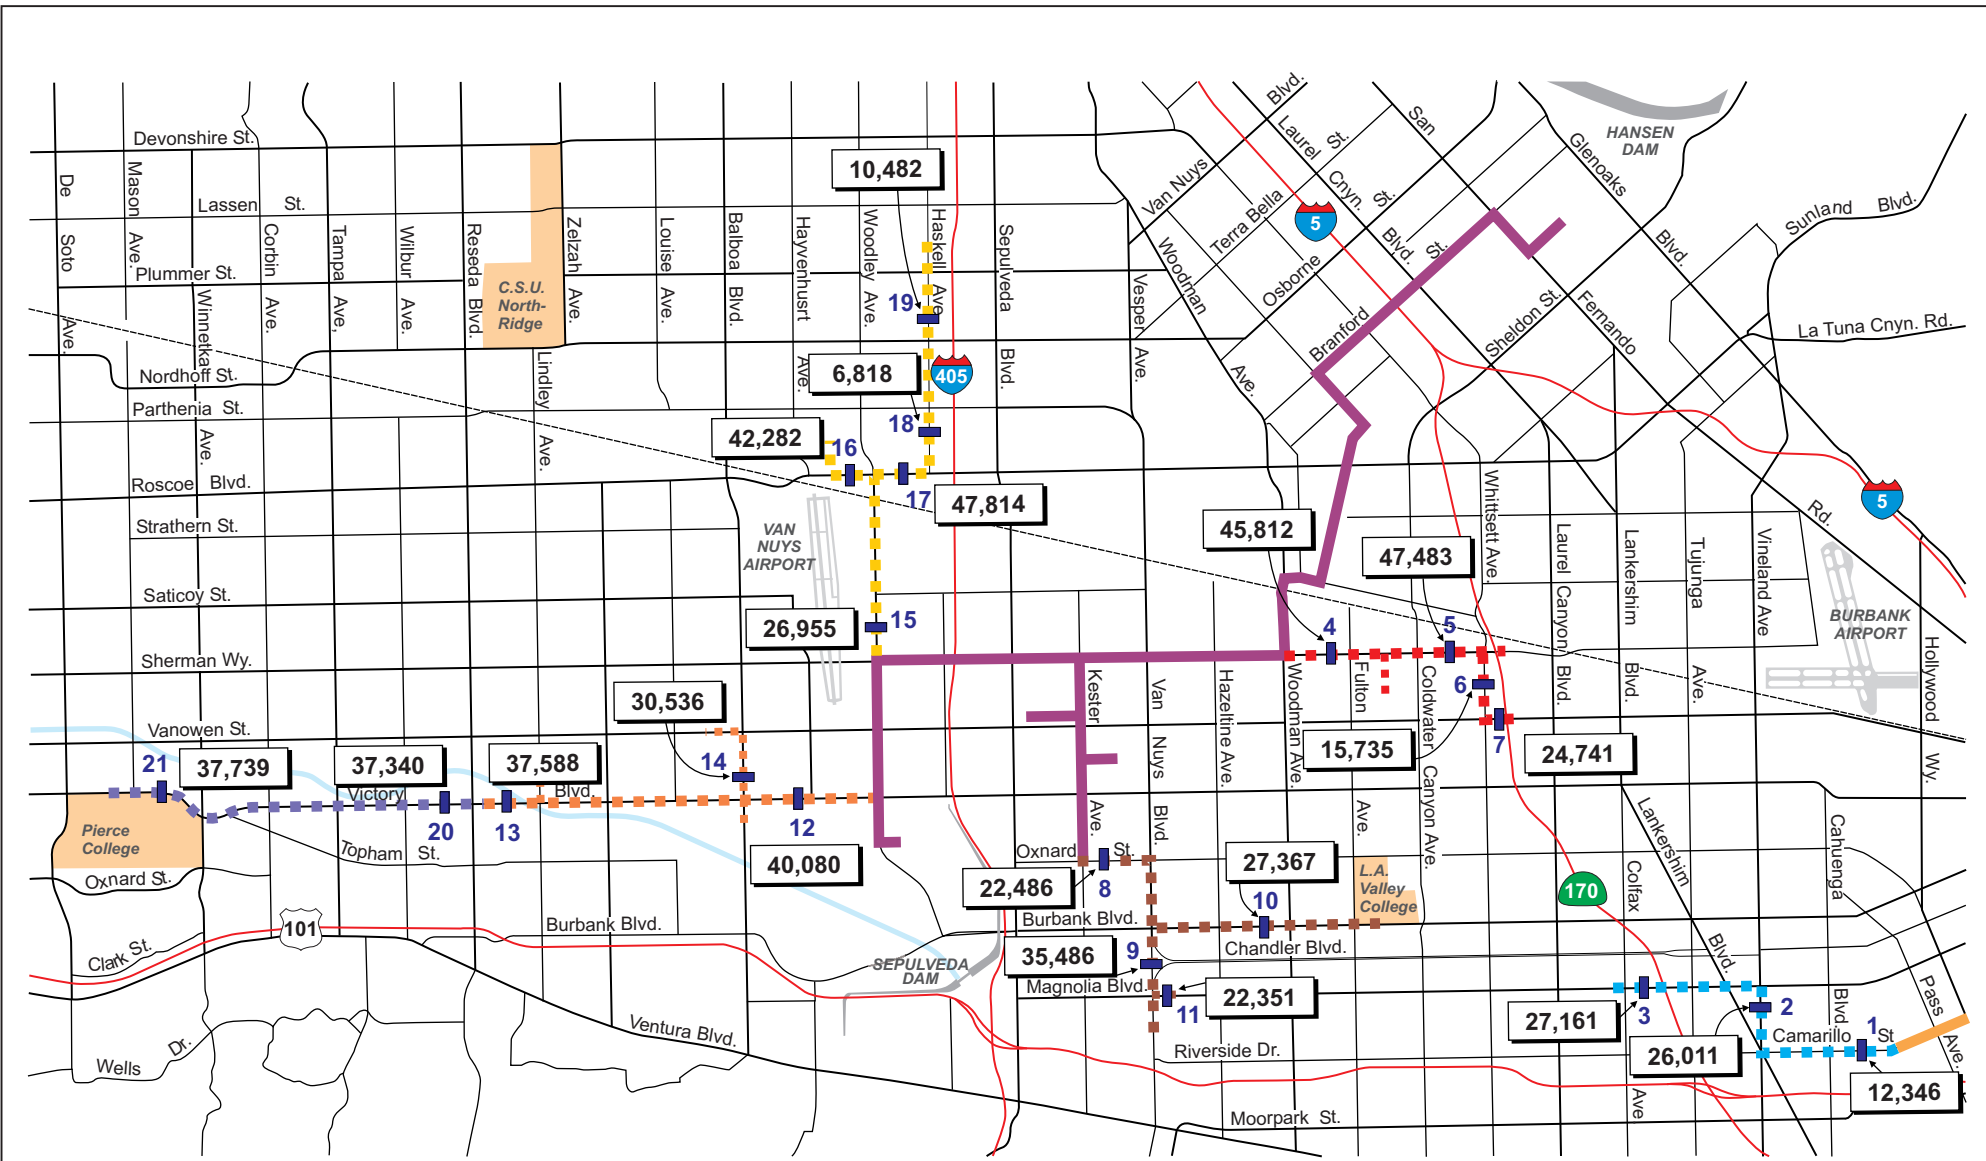 Devonshire St.
Lassen St.
Plummer St.
Nordhoff St.
Parthenia St.
Roscoe Blvd.
Strathern St.
Saticoy St.
Sherman Wy.
Vanowen St.
Victory Blvd.
Topham St.
Oxnard St.
Clark St.
Burbank Blvd.
Wells Dr.
Ventura Blvd.
De Soto Ave.
Mason Ave.
Winnetka Ave.
Corbin Ave.
Tampa Ave,
Wilbur Ave.
Reseda Blvd.
Lindley Ave.
Zelzah Ave.
Louise Ave.
Balboa Blvd.
Hayvenhusrt Ave.
Woodley Ave.
Haskell Ave.
Sepulveda Blvd.
Vesper Ave.
Woodman Ave.
Van Nuys Blvd.
Laurel Cnyn. Blvd.
Terra Bella St.
Osborne St.
Branford St.
San Fernando Rd.
Glenoaks Blvd.
Sheldon St.
Sunland Blvd.
La Tuna Cnyn. Rd.
HANSEN
DAM
C.S.U.
North-
Ridge
VAN
NUYS
AIRPORT
BURBANK
AIRPORT
Pierce
College
L.A.
Valley
College
SEPULVEDA
DAM
Kester Ave.
Van Nuys Blvd.
Hazeltine Ave.
Woodman Ave.
Fulton Ave.
Coldwater Canyon Ave.
Whittsett Ave.
Laurel Canyon Blvd.
Lankershim Blvd.
Tujunga Ave.
Vineland Ave
Hollywood Wy.
Lankershim Blvd.
Colfax Ave
Cahuenga Blvd.
Pass Ave.
Oxnard St.
Burbank Blvd.
Chandler Blvd.
Magnolia Blvd.
Riverside Dr.
Camarillo St
Moorpark St.
5
405
5
101
170
10,482
19
6,818
18
42,282
16
17
47,814
26,955
15
45,812
4
47,483
5
6
15,735
7
24,741
30,536
14
21
37,739
37,340
20
37,588
13
12
40,080
22,486
8
27,367
10
35,486
9
22,351
11
27,161
3
26,011
2
1
12,346